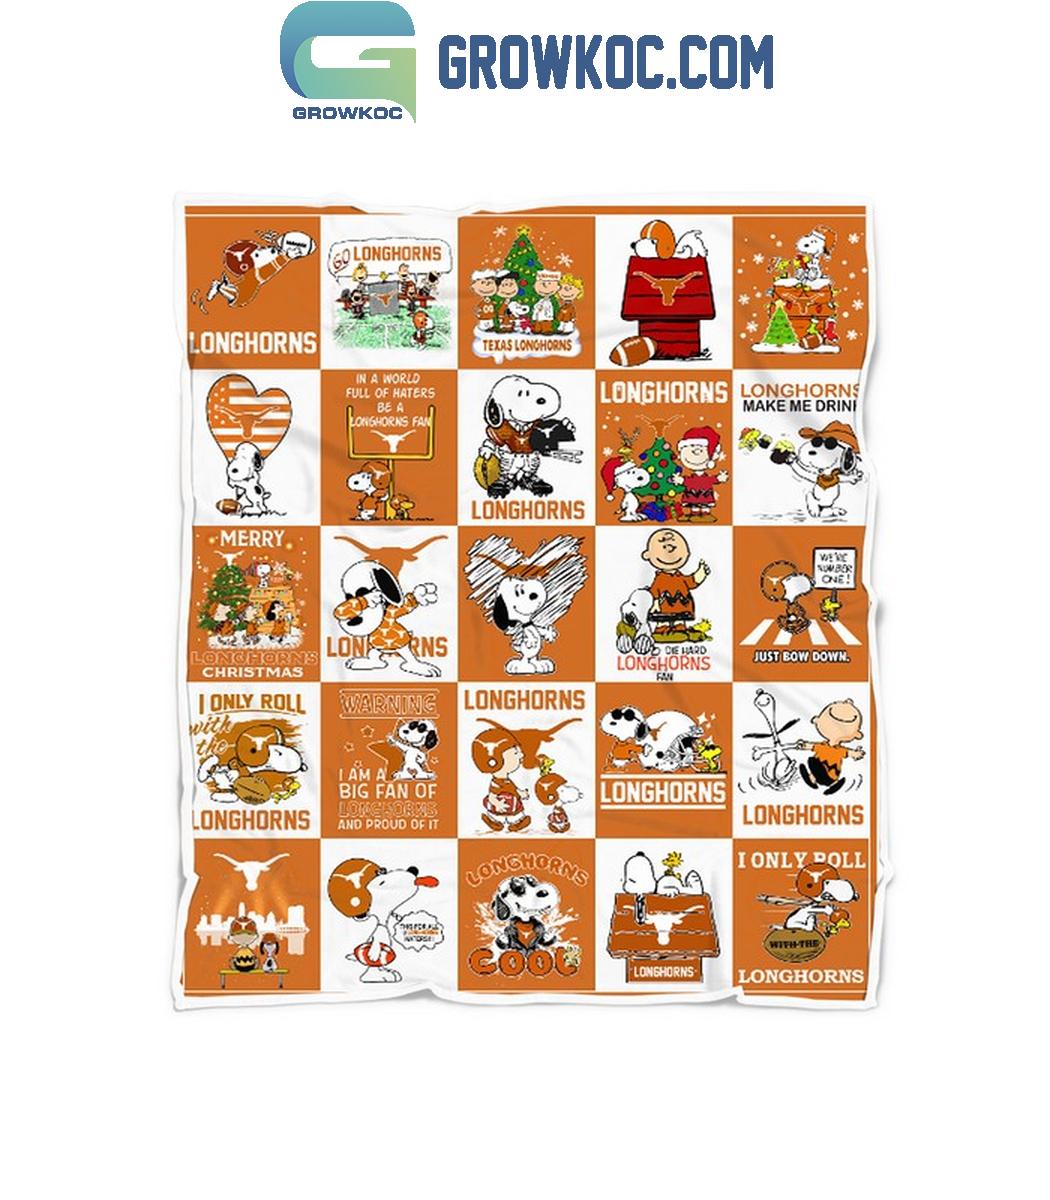 GROWKOC
GROWKOC.COM
LONGHORNS
GO LONGHORNS
TEXAS LONGHORNS
IN A WORLD
FULL OF HATERS
BE A
LONGHORNS FAN
LONGHORNS
LONGHORNS
LONGHORNS
MAKE ME DRINK
MERRY
LONGHORNS
CHRISTMAS
LON RNS
DIE HARD
LONGHORNS
FAN
WE'RE
NUMBER
ONE!
JUST BOW DOWN.
I ONLY ROLL
with
the
LONGHORNS
WARNING
I AM A
BIG FAN OF
LONGHORNS
AND PROUD OF IT
LONGHORNS
LONGHORNS
LONGHORNS
THIS FOR ALL
HATERS!!
LONGHORNS
COOL
LONGHORNS
I ONLY ROLL
WITH THE
LONGHORNS